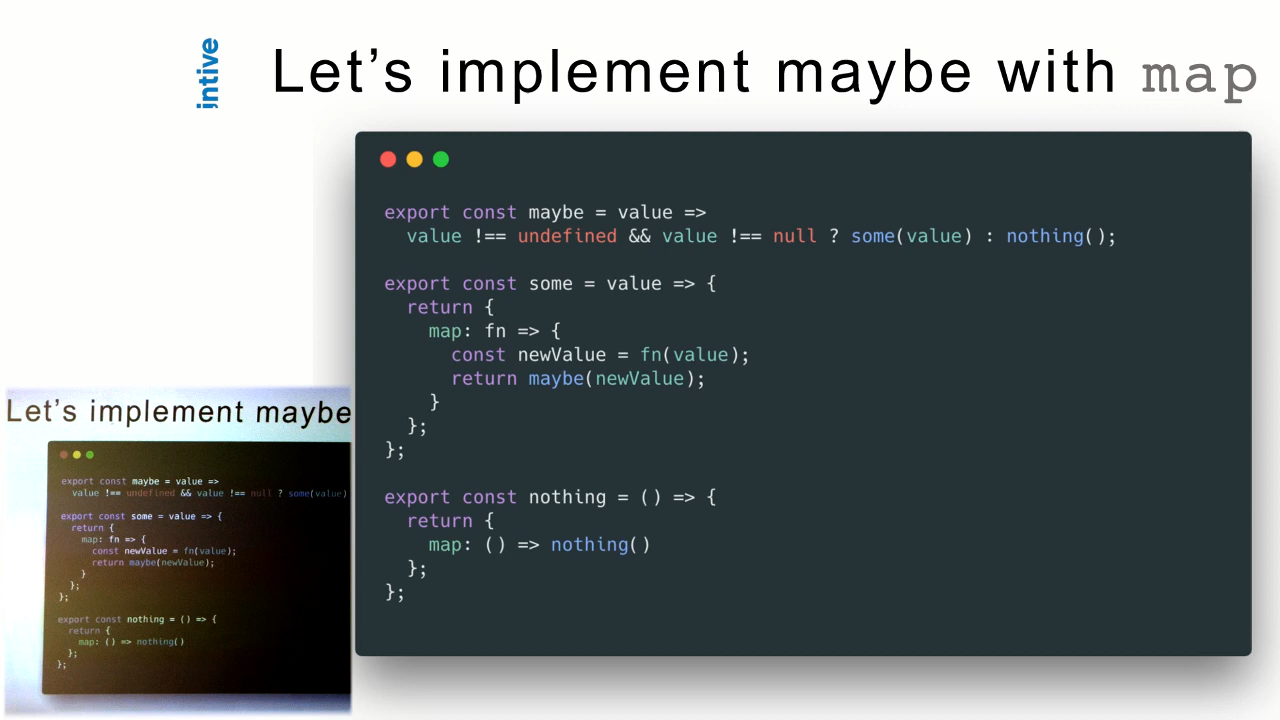 intive
Let's implement maybe with map
export const maybe = value =>
  value !== undefined && value !== null ? some(value) : nothing();
export const some = value => {
  return {
    map: fn => {
      const newValue = fn(value);
      return maybe(newValue);
    }
  };
};
export const nothing = () => {
  return {
    map: () => nothing()
  };
};
Let's implement maybe
export const maybe = value =>
  value !== undefined && value !== null ? some(value)
export const some = value => {
  return {
    map: fn => {
      const newValue = fn(value);
      return maybe(newValue);
    }
  };
};
export const nothing = () => {
  return {
    map: () => nothing()
  };
};